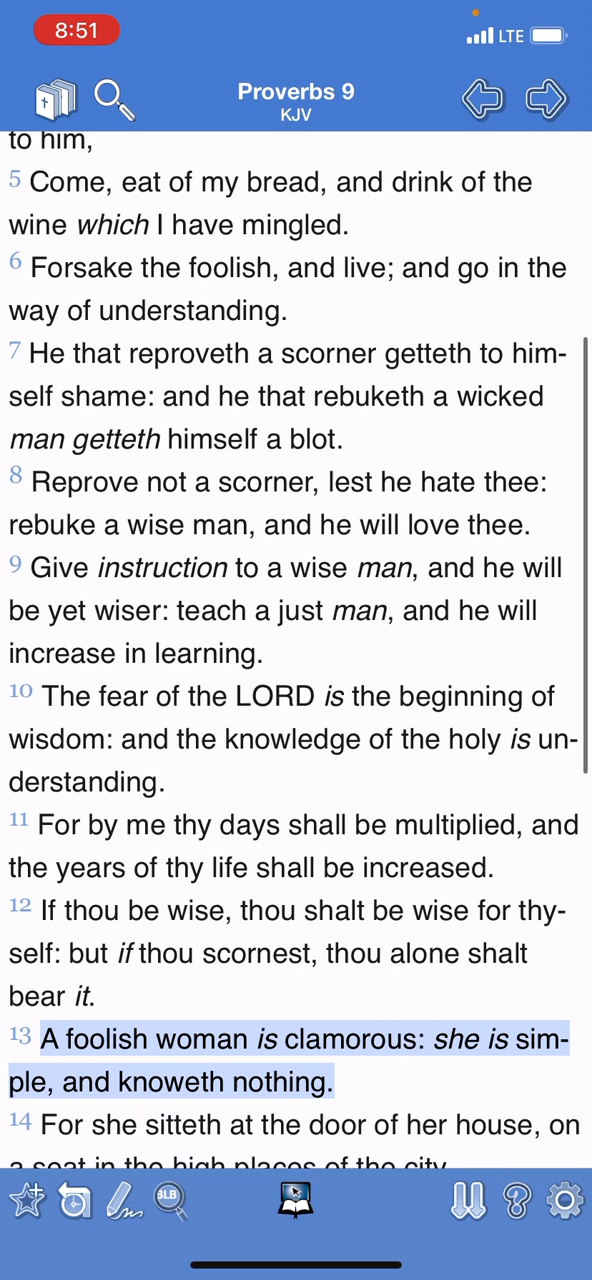 8:51
LTE
Proverbs 9
KJV
to him,
5 Come, eat of my bread, and drink of the
wine which I have mingled.
6 Forsake the foolish, and live; and go in the
way of understanding.
7 He that reproveth a scorner getteth to him-
self shame: and he that rebuketh a wicked
man getteth himself a blot.
8 Reprove not a scorner, lest he hate thee:
rebuke a wise man, and he will love thee.
9 Give instruction to a wise man, and he will
be yet wiser: teach a just man, and he will
increase in learning.
10 The fear of the LORD is the beginning of
wisdom: and the knowledge of the holy is un-
derstanding.
11 For by me thy days shall be multiplied, and
the years of thy life shall be increased.
12 If thou be wise, thou shalt be wise for thy-
self: but if thou scornest, thou alone shalt
bear it.
13 A foolish woman is clamorous: she is sim-
ple, and knoweth nothing.
14 For she sitteth at the door of her house, on
a seat in the high places of the city
BLB